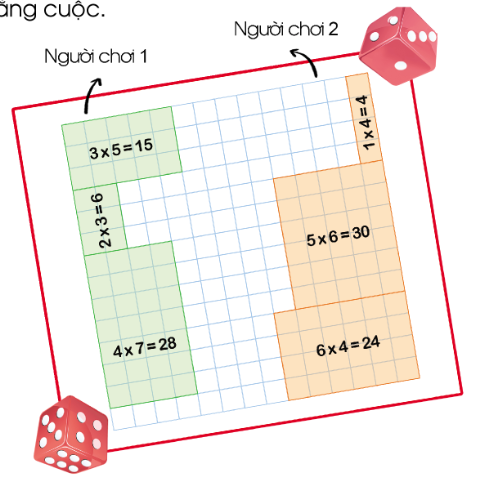 ăng cuộc.
Người chơi 2
Người chơi 1
1 x 4 = 4
3 x 5 = 15
2 x 3 = 6
5 x 6 = 30
4 x 7 = 28
6 x 4 = 24